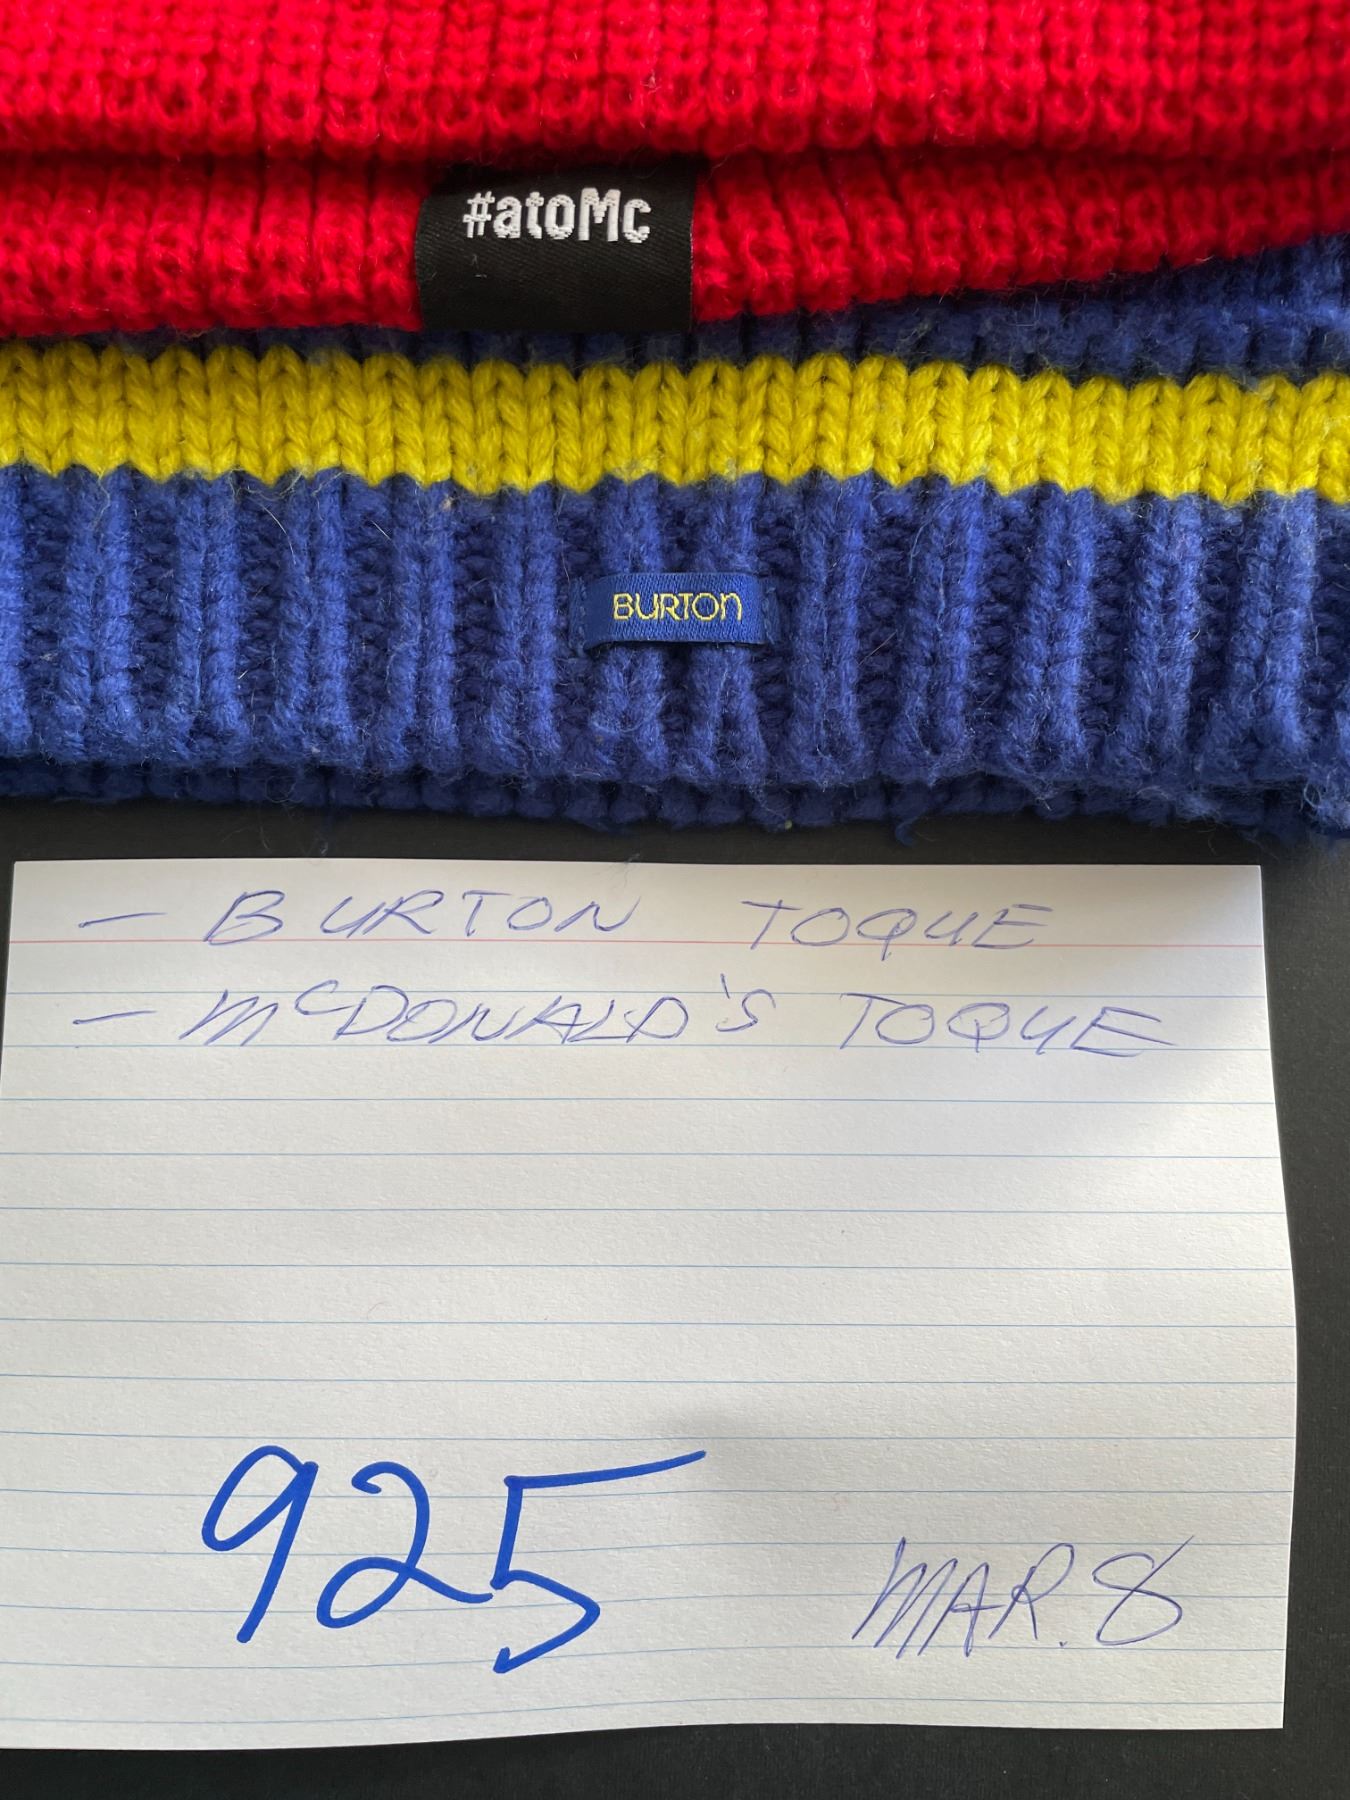 #atoMc
BURTON
- BURTON TOQUE
- McDONALD'S TOQUE
925
MAR. 8